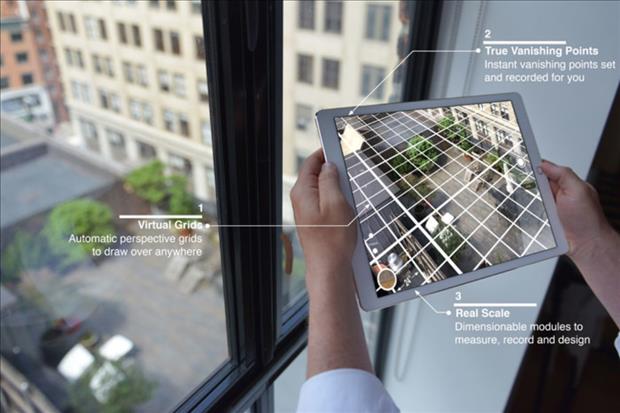 2
True Vanishing Points
Instant vanishing points set
and recorded for you
1
Virtual Grids
Automatic perspective grids
to draw over anywhere
3
Real Scale
Dimensionable modules to
measure, record and design